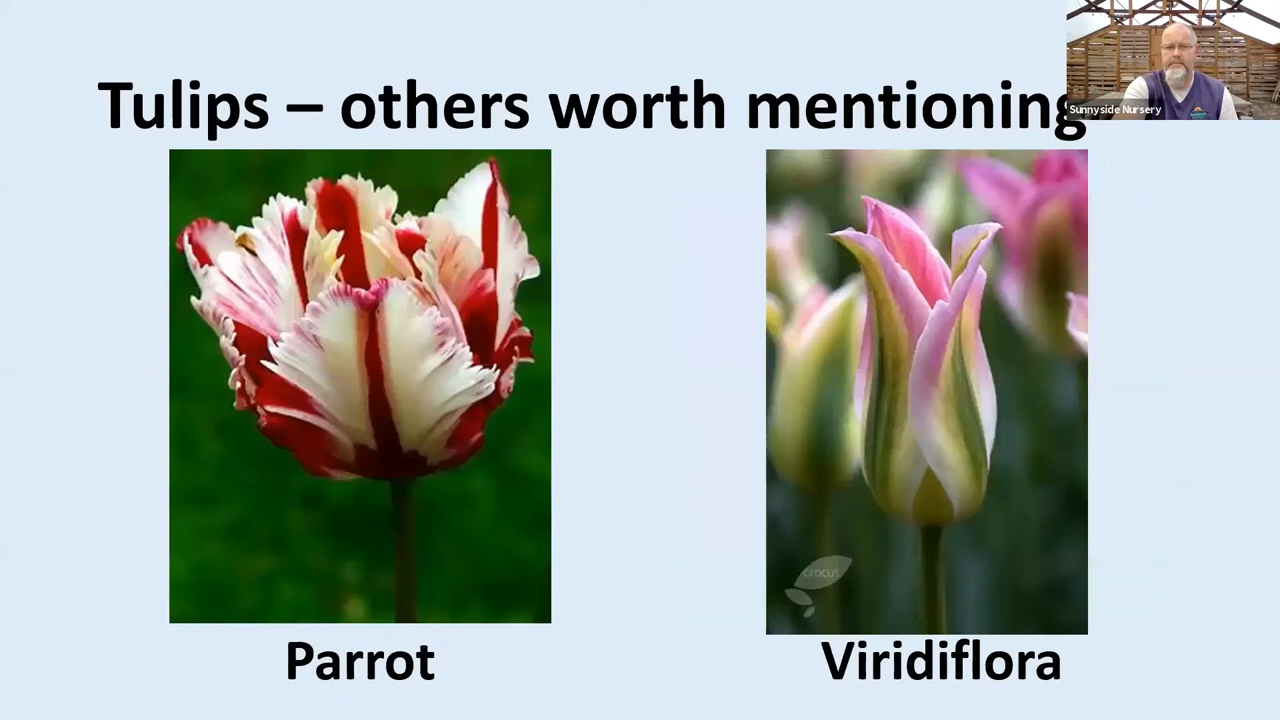 Tulips – others worth mentioning
Sunnyside Nursery
crocus
Parrot
Viridiflora